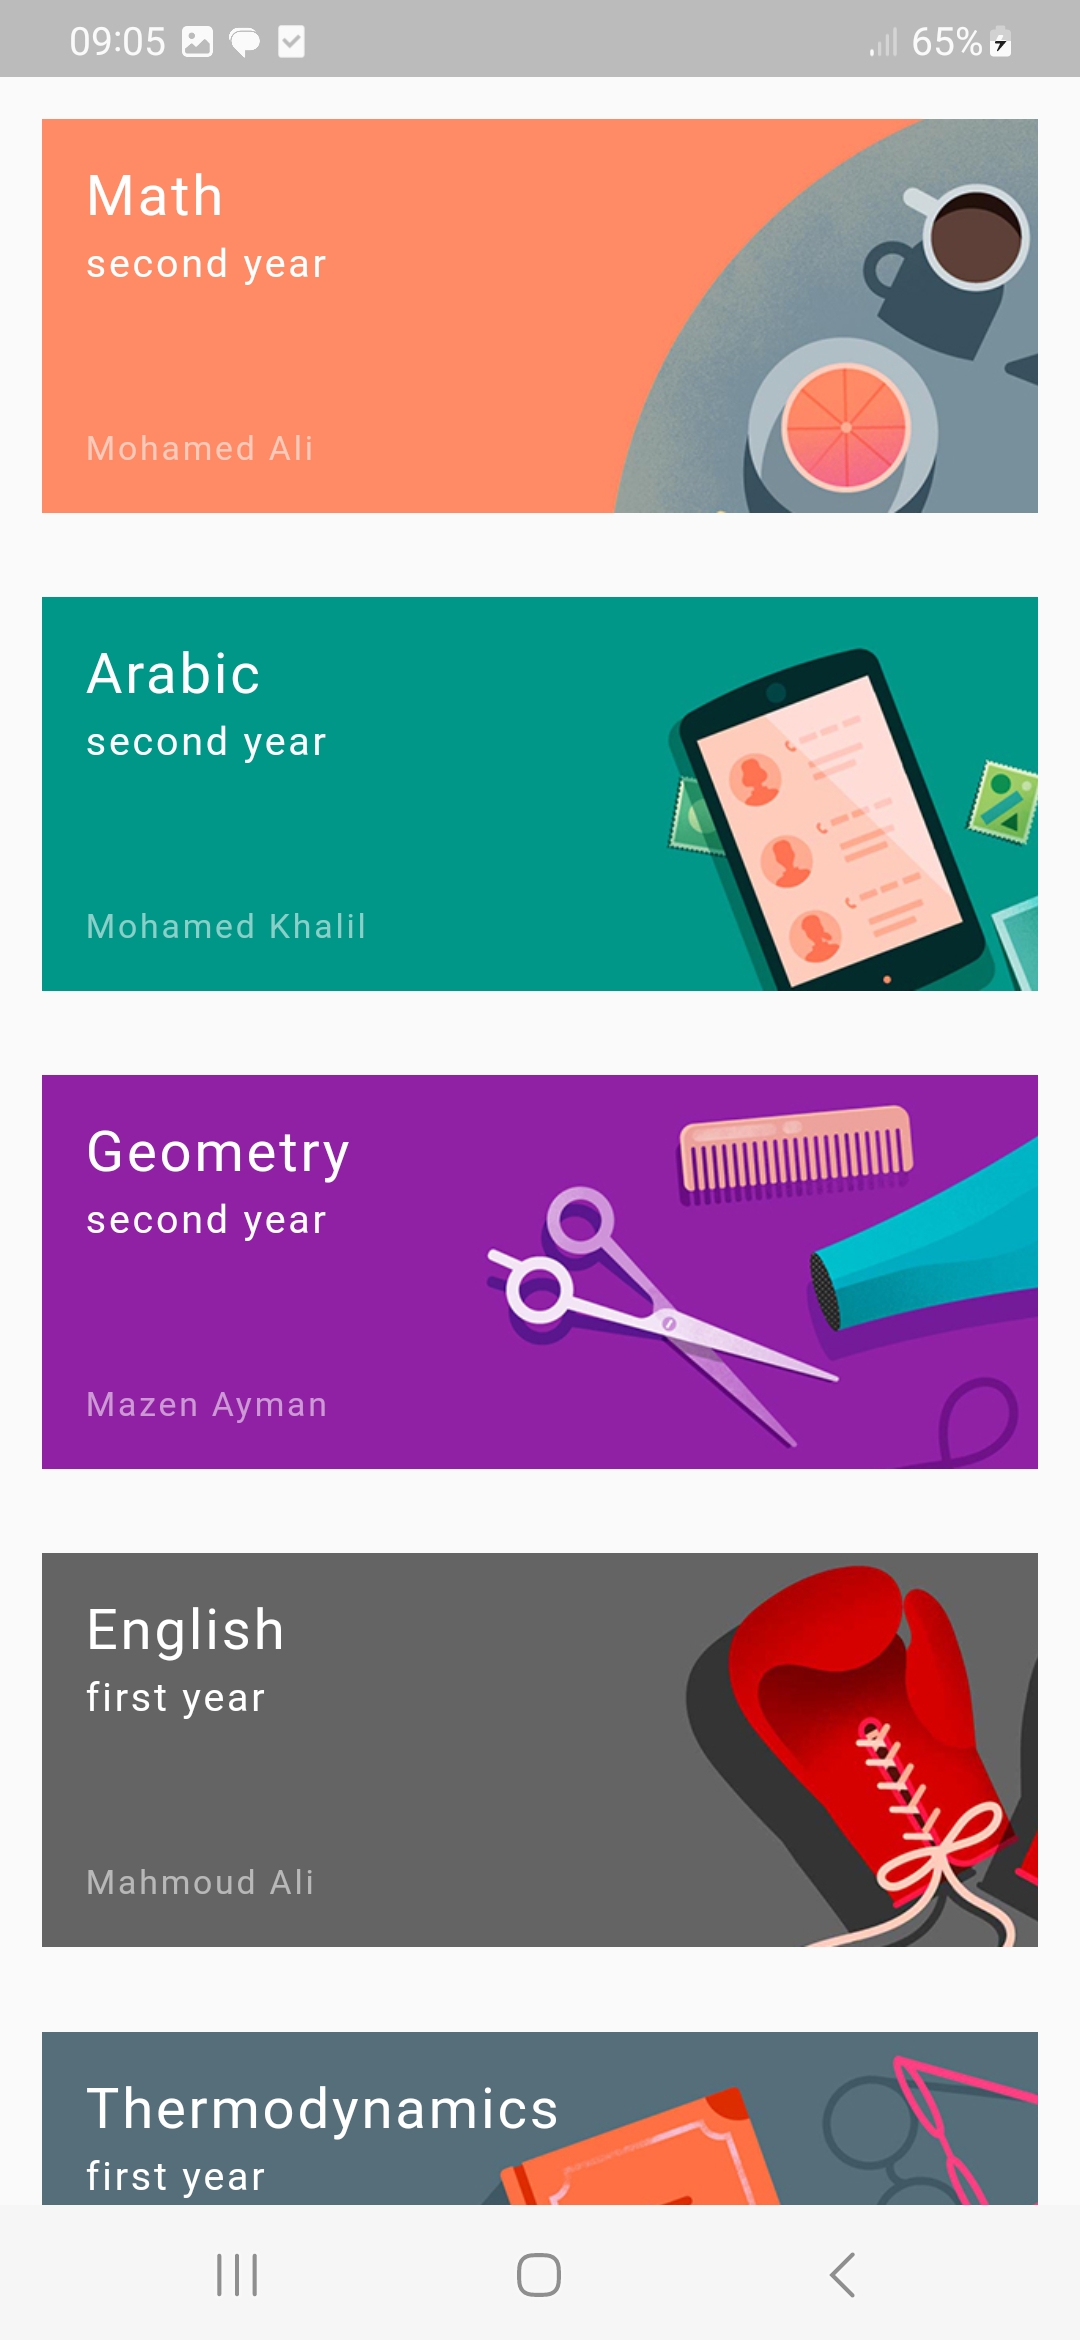 09:05 65%
Math
second year
Mohamed Ali
Arabic
second year
Mohamed Khalil
Geometry
second year
Mazen Ayman
English
first year
Mahmoud Ali
Thermodynamics
first year